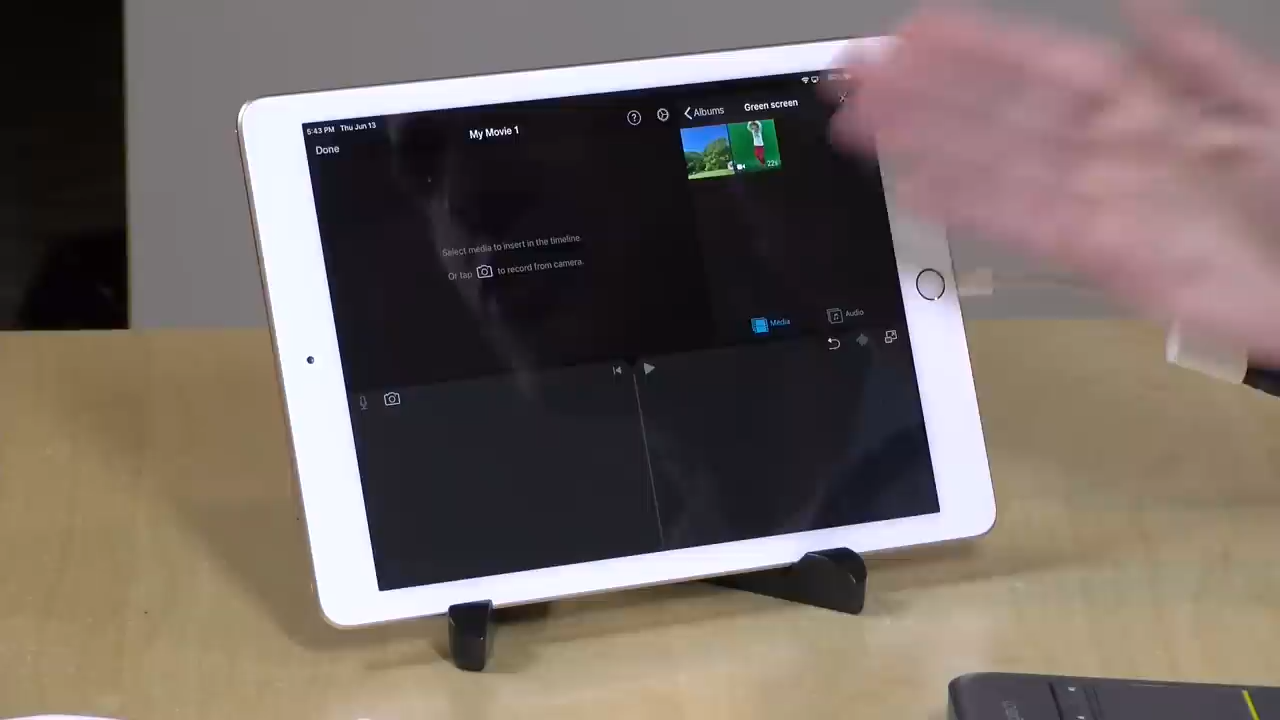 5:43 PM Thu Jun 13
Done
My Movie 1
?
Albums
Green screen
22s
Select media to insert in the timeline.
Or tap to record from camera.
Media
Audio